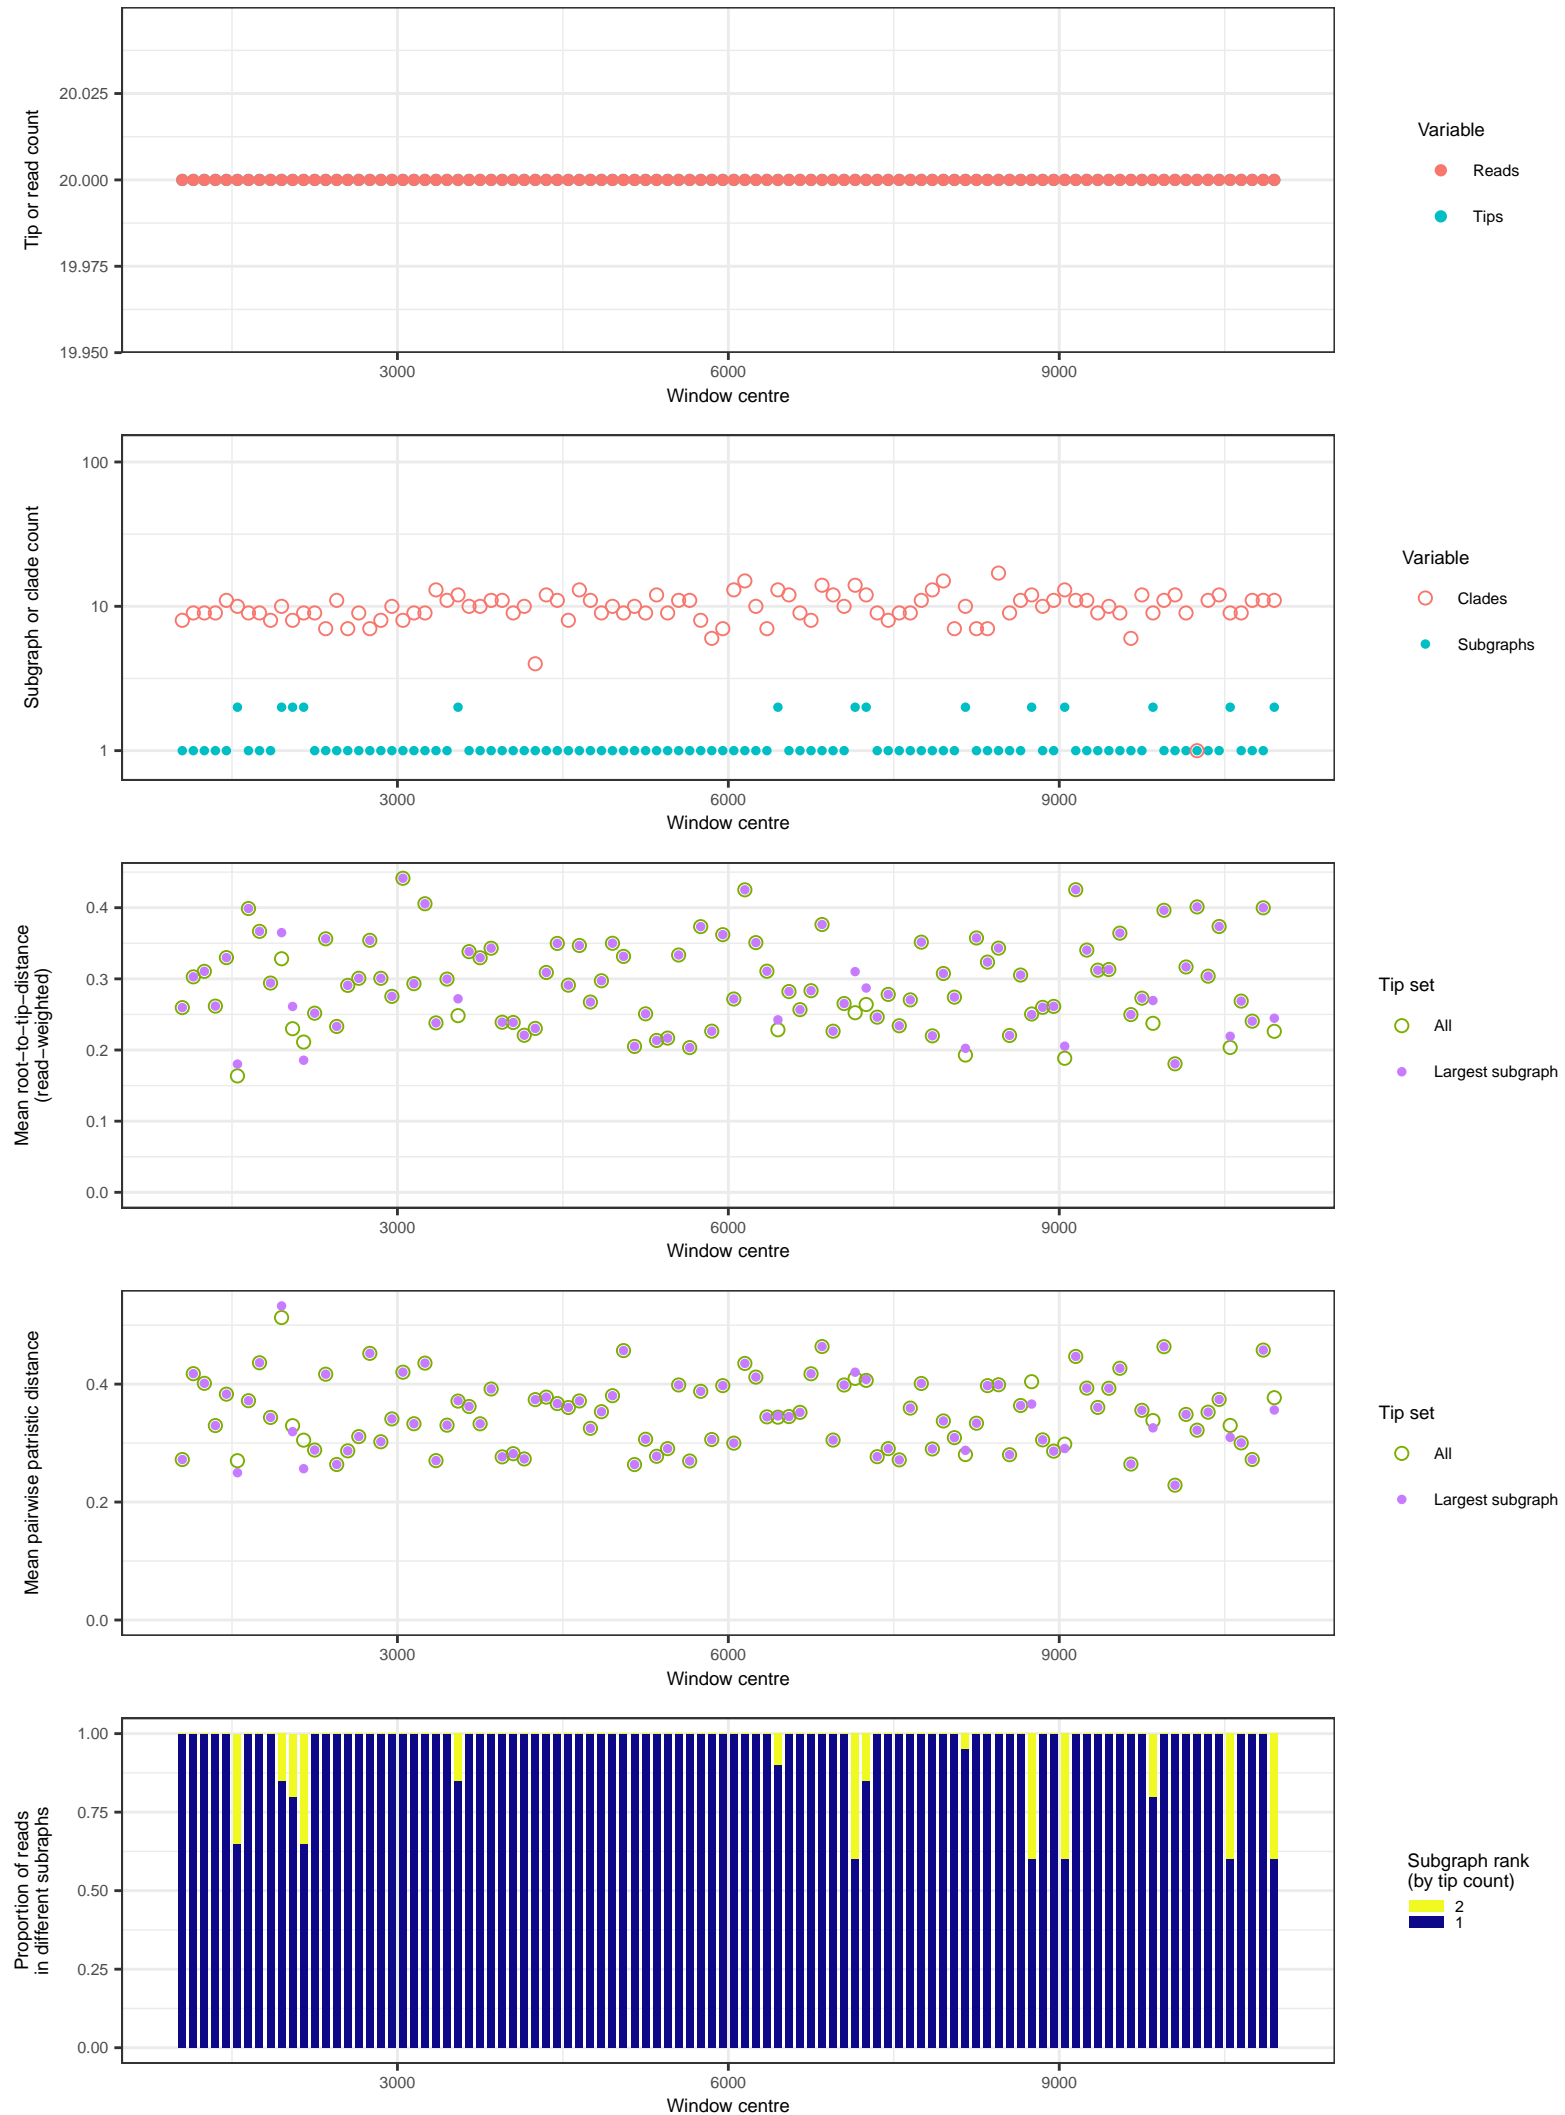 Tip or read count
20.025
20.000
19.975
19.950
3000
6000
9000
Window centre
Variable
Reads
Tips
Subgraph or clade count
100
10
1
3000
6000
9000
Window centre
Variable
Clades
Subgraphs
Mean root−to−tip−distance
(read−weighted)
0.4
0.3
0.2
0.1
0.0
3000
6000
9000
Window centre
Tip set
All
Largest subgraph
Mean pairwise patristic distance
0.4
0.2
0.0
3000
6000
9000
Window centre
Tip set
All
Largest subgraph
Proportion of reads
in different subraphs
1.00
0.75
0.50
0.25
0.00
3000
6000
9000
Window centre
Subgraph rank
(by tip count)
2
1